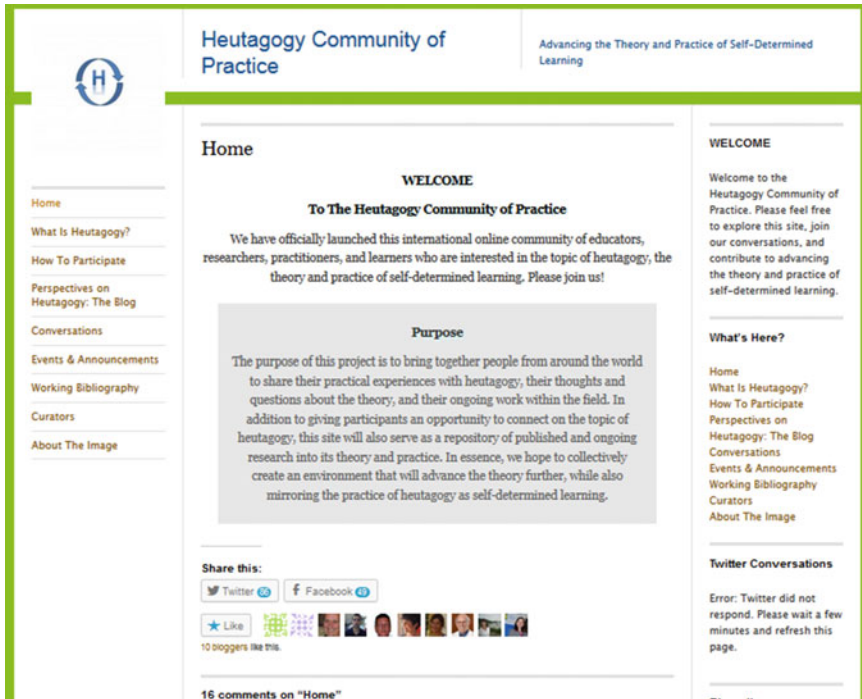 H
Heutagogy Community of
Practice
Advancing the Theory and Practice of Self-Determined
Learning
Home
What Is Heutagogy?
How To Participate
Perspectives on
Heutagogy: The Blog
Conversations
Events & Announcements
Working Bibliography
Curators
About The Image
Home
WELCOME
To The Heutagogy Community of Practice
We have officially launched this international online community of educators,
researchers, practitioners, and learners who are interested in the topic of heutagogy, the
theory and practice of self-determined learning. Please join us!
Purpose
The purpose of this project is to bring together people from around the world
to share their practical experiences with heutagogy, their thoughts and
questions about the theory, and their ongoing work within the field. In
addition to giving participants an opportunity to connect on the topic of
heutagogy, this site will also serve as a repository of published and ongoing
research into its theory and practice. In essence, we hope to collectively
create an environment that will advance the theory further, while also
mirroring the practice of heutagogy as self-determined learning.
Share this:
Twitter
Facebook 49
Like
10 bloggers like this.
16 comments on "Home"
WELCOME
Welcome to the
Heutagogy Community of
Practice. Please feel free
to explore this site, join
our conversations, and
contribute to advancing
the theory and practice of
self-determined learning.
What's Here?
Home
What Is Heutagogy?
How To Participate
Perspectives on
Heutagogy: The Blog
Conversations
Events & Announcements
Working Bibliography
Curators
About The Image
Twitter Conversations
Error: Twitter did not
respond. Please wait a few
minutes and refresh this
page.